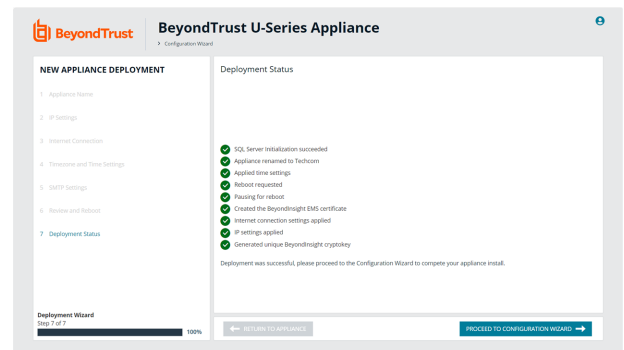 BeyondTrust
BeyondTrust U-Series Appliance
> Configuration Wizard
NEW APPLIANCE DEPLOYMENT
1 Appliance Name
2 IP Settings
3 Internet Connection
4 Timezone and Time Settings
5 SMTP Settings
6 Review and Reboot
7 Deployment Status
Deployment Wizard
Step 7 of 7
100%
Deployment Status
SQL Server Initialization succeeded
Appliance renamed to Techcom
Applied time settings
Reboot requested
Pausing for reboot
Created the BeyondInsight EMS certificate
Internet connection settings applied
IP settings applied
Generated unique BeyondInsight cryptokey
Deployment was successful, please proceed to the Configuration Wizard to compete your appliance install.
RETURN TO APPLIANCE
PROCEED TO CONFIGURATION WIZARD